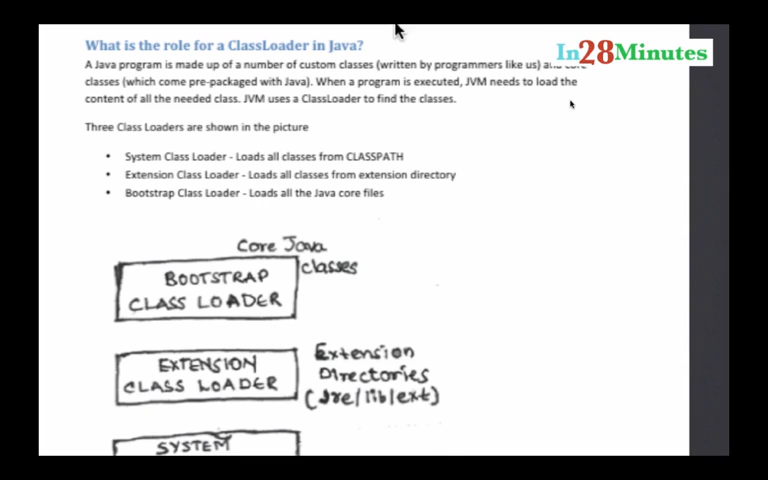 What is the role for a ClassLoader in Java?
In28Minutes
A Java program is made up of a number of custom classes (written by programmers like us) and core
classes (which come pre-packaged with Java). When a program is executed, JVM needs to load the
content of all the needed class. JVM uses a ClassLoader to find the classes.
Three Class Loaders are shown in the picture
• System Class Loader - Loads all classes from CLASSPATH
• Extension Class Loader - Loads all classes from extension directory
• Bootstrap Class Loader - Loads all the Java core files
Core Java
classes
BOOTSTRAP
CLASS LOADER
Extension
Directories
(Jre/lib/ext)
EXTENSION
CLASS LOADER
SYSTEM